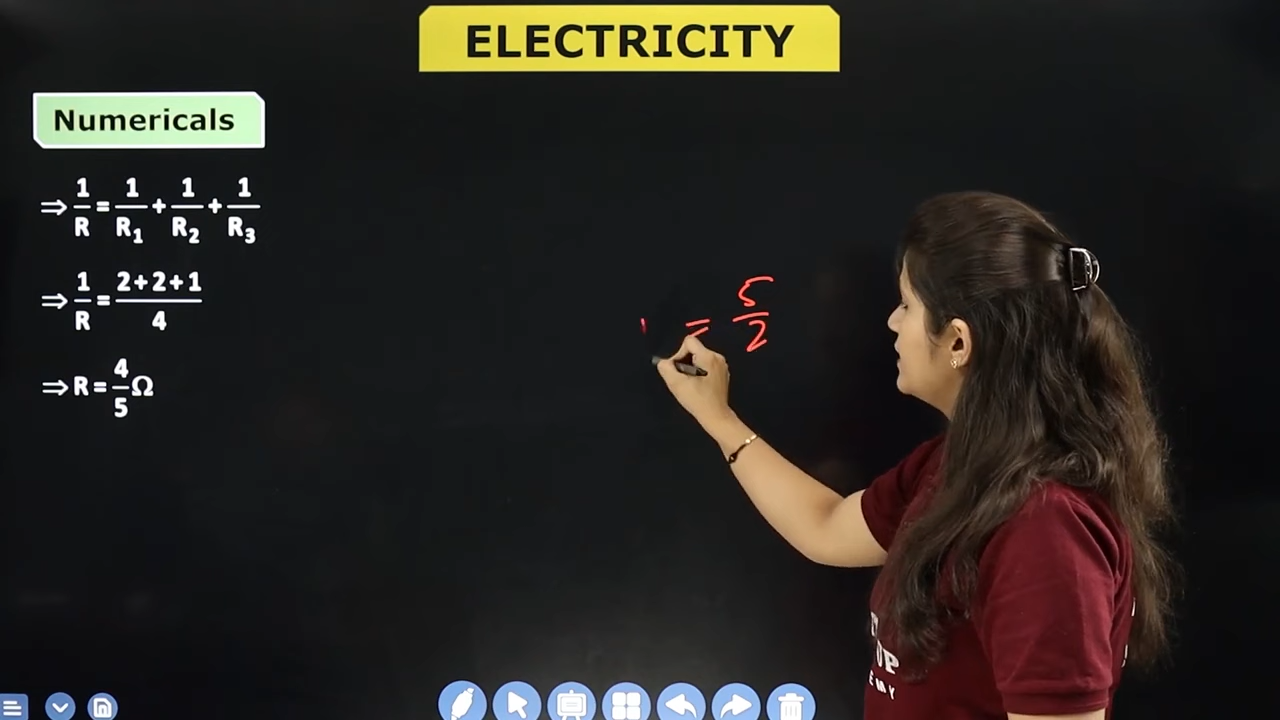 ELECTRICITY
Numericals
⇒ 1/R = 1/R₁ + 1/R₂ + 1/R₃
⇒ 1/R = (2+2+1)/4
⇒ R = 4/5 Ω
= 5/2